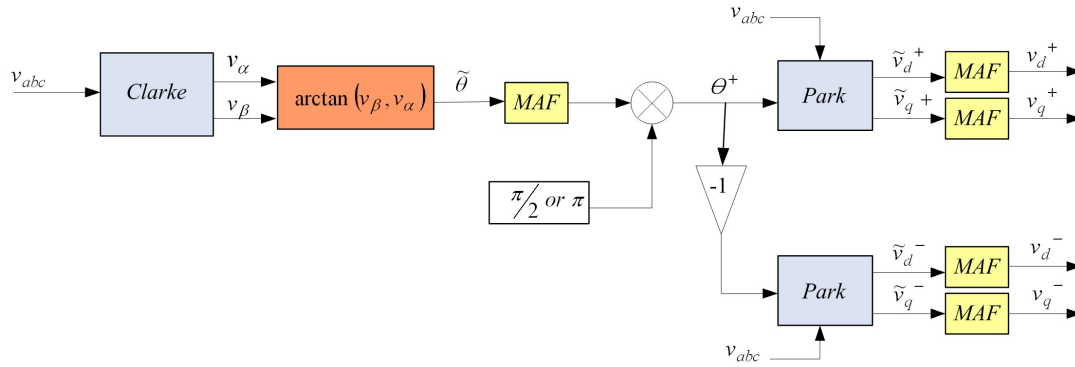 v_abc
Clarke
v_α
v_β
arctan (v_β, v_α)
θ̃
MAF
π/2 or π
θ⁺
-1
v_abc
Park
ṽ_d⁺
ṽ_q +
MAF
MAF
v_d⁺
v_q⁺
Park
v_abc
ṽ_d⁻
ṽ_q⁻
MAF
MAF
v_d⁻
v_q⁻